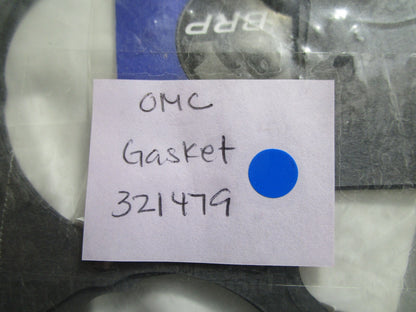 BRP
OMC
Gasket
321479